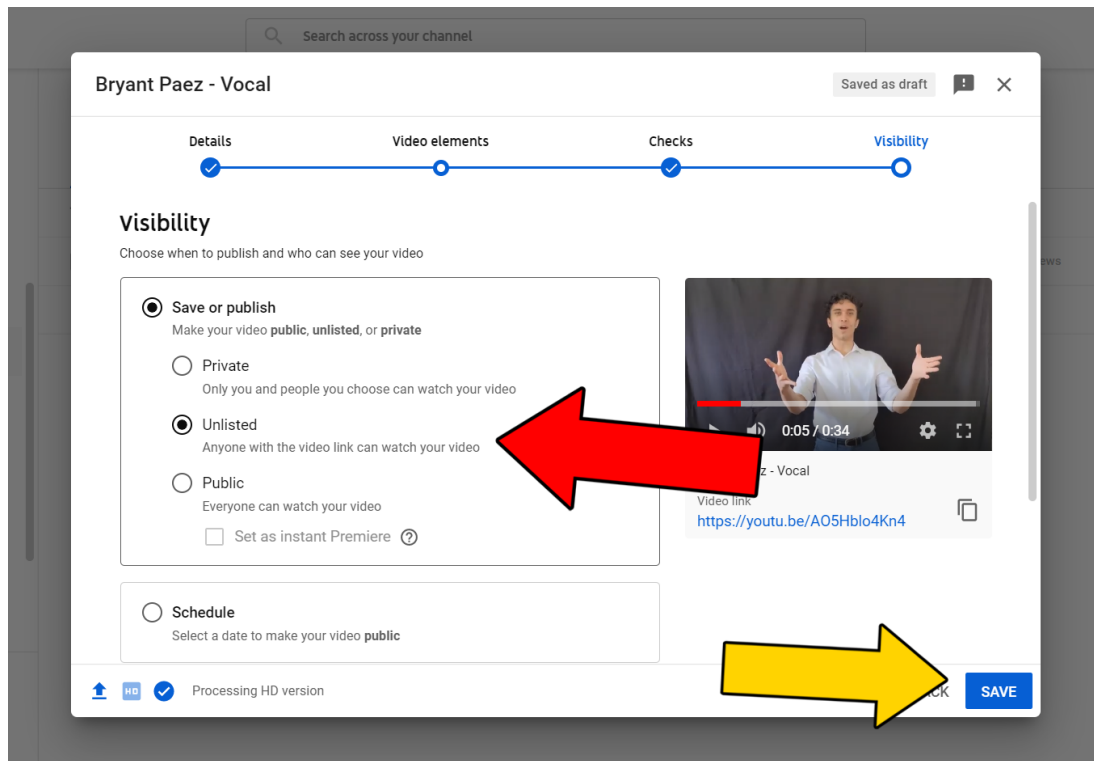 Search across your channel
Bryant Paez - Vocal
Saved as draft
Details
Video elements
Checks
Visibility
Visibility
Choose when to publish and who can see your video
ews
Save or publish
Make your video public, unlisted, or private
Private
Only you and people you choose can watch your video
Unlisted
Anyone with the video link can watch your video
Public
Everyone can watch your video
Set as instant Premiere
0:05 / 0:34
z - Vocal
Video link
https://youtu.be/AO5Hblo4Kn4
Schedule
Select a date to make your video public
HD
Processing HD version
CK
SAVE